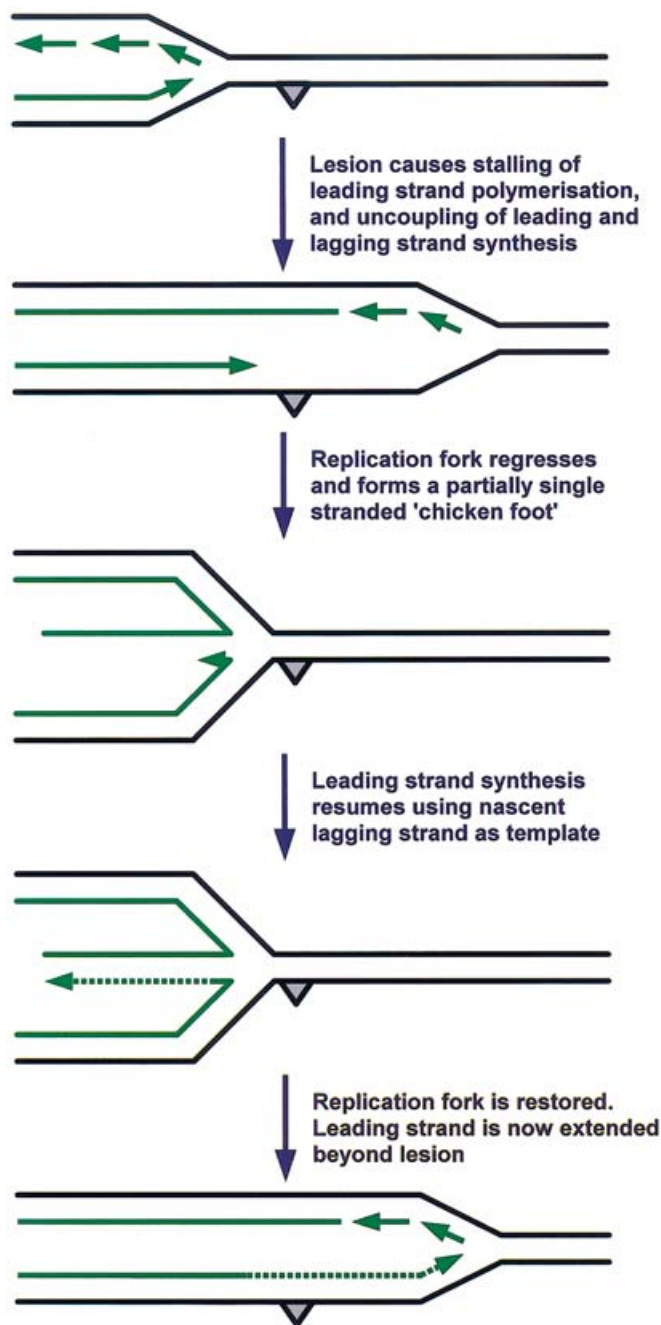 Lesion causes stalling of
leading strand polymerisation,
and uncoupling of leading and
lagging strand synthesis
Replication fork regresses
and forms a partially single
stranded 'chicken foot'
Leading strand synthesis
resumes using nascent
lagging strand as template
Replication fork is restored.
Leading strand is now extended
beyond lesion